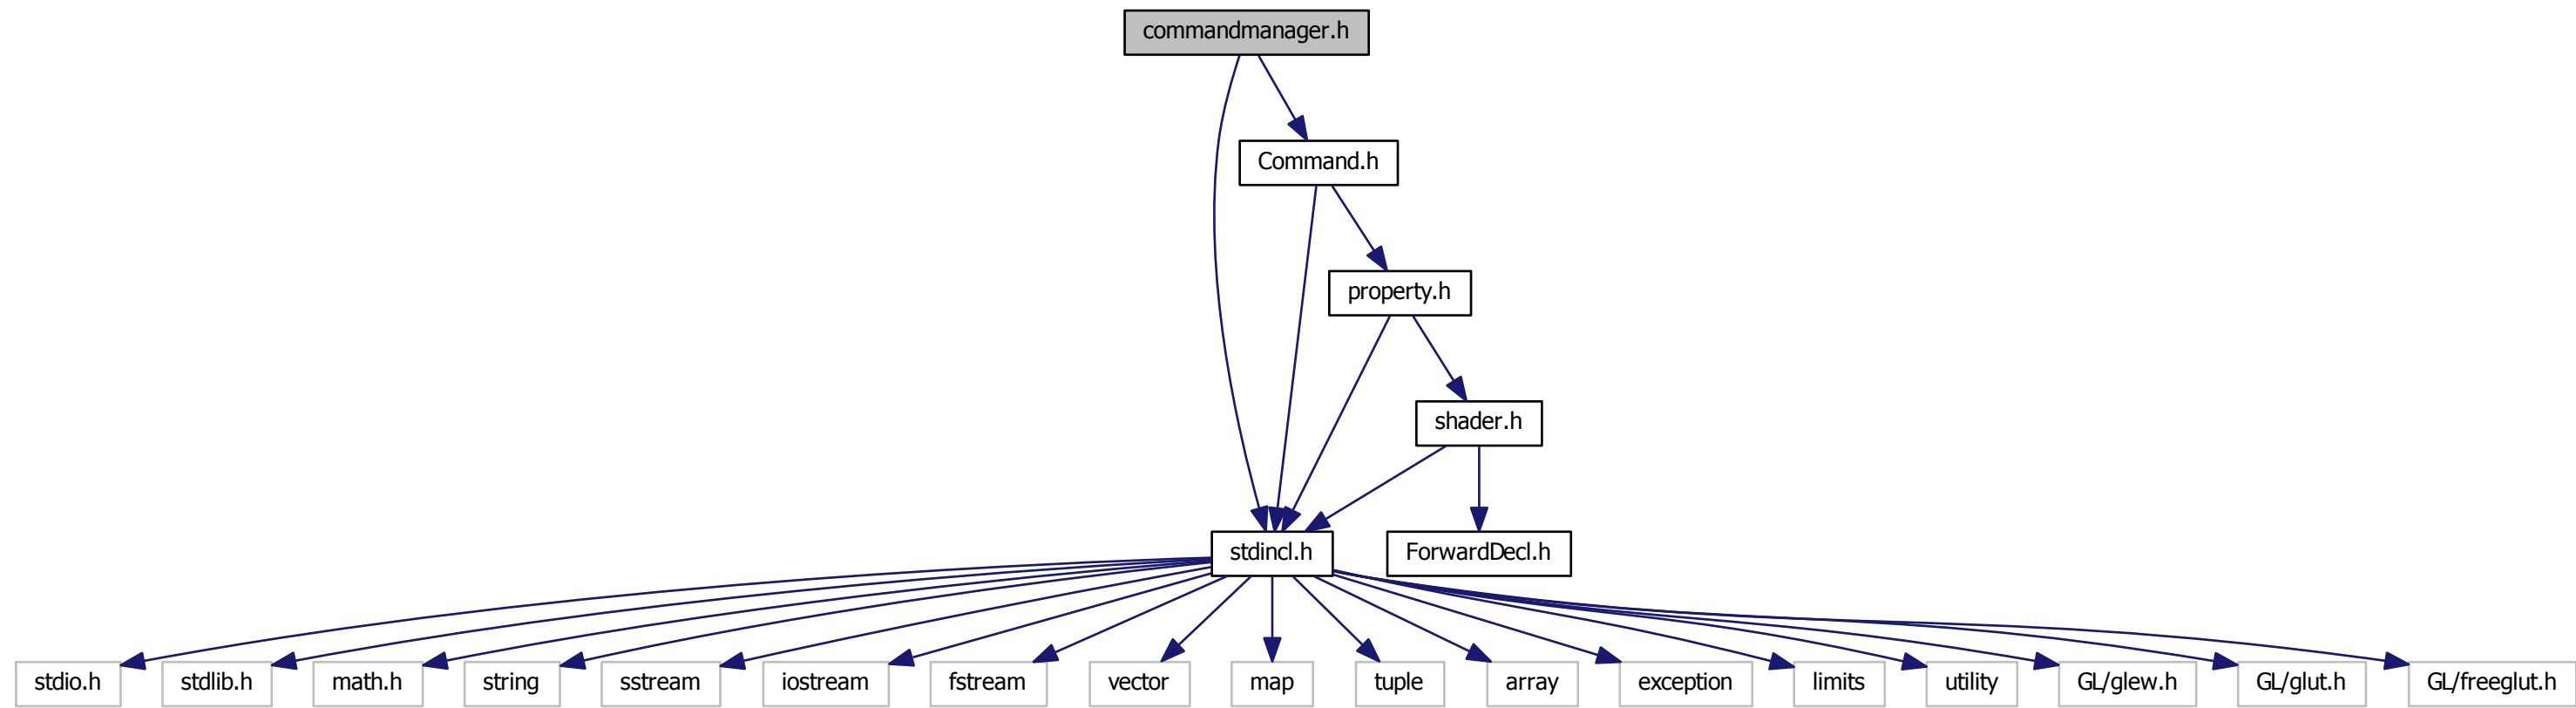 commandmanager.h
Command.h
property.h
shader.h
stdincl.h
ForwardDecl.h
stdio.h
stdlib.h
math.h
string
sstream
iostream
fstream
vector
map
tuple
array
exception
limits
utility
GL/glew.h
GL/glut.h
GL/freeglut.h